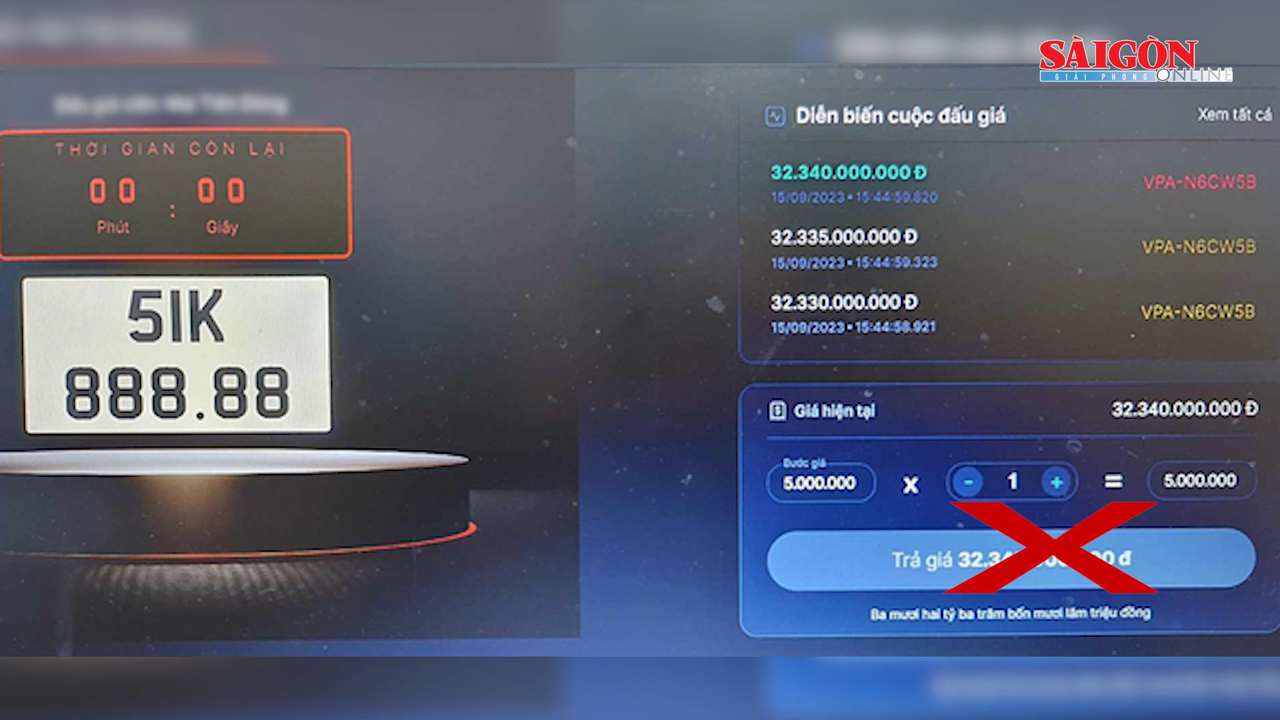 SÀIGÒN
GIẢI PHÓNG ONLINE
THỜI GIAN CÒN LẠI
00 : 00
Phút Giây
51K
888.88
Diễn biến cuộc đấu giá
Xem tất cả
32.340.000.000 Đ
VPA-N6CW5B
15/09/2023 • 15:44:59.820
32.335.000.000 Đ
VPA-N6CW5B
15/09/2023 • 15:44:59.323
32.330.000.000 Đ
VPA-N6CW5B
15/09/2023 • 15:44:58.921
Giá hiện tại
32.340.000.000 Đ
Bước giá
5.000.000 x - 1 + = 5.000.000
Trả giá
Ba mươi hai tỷ ba trăm bốn mươi lăm triệu đồng